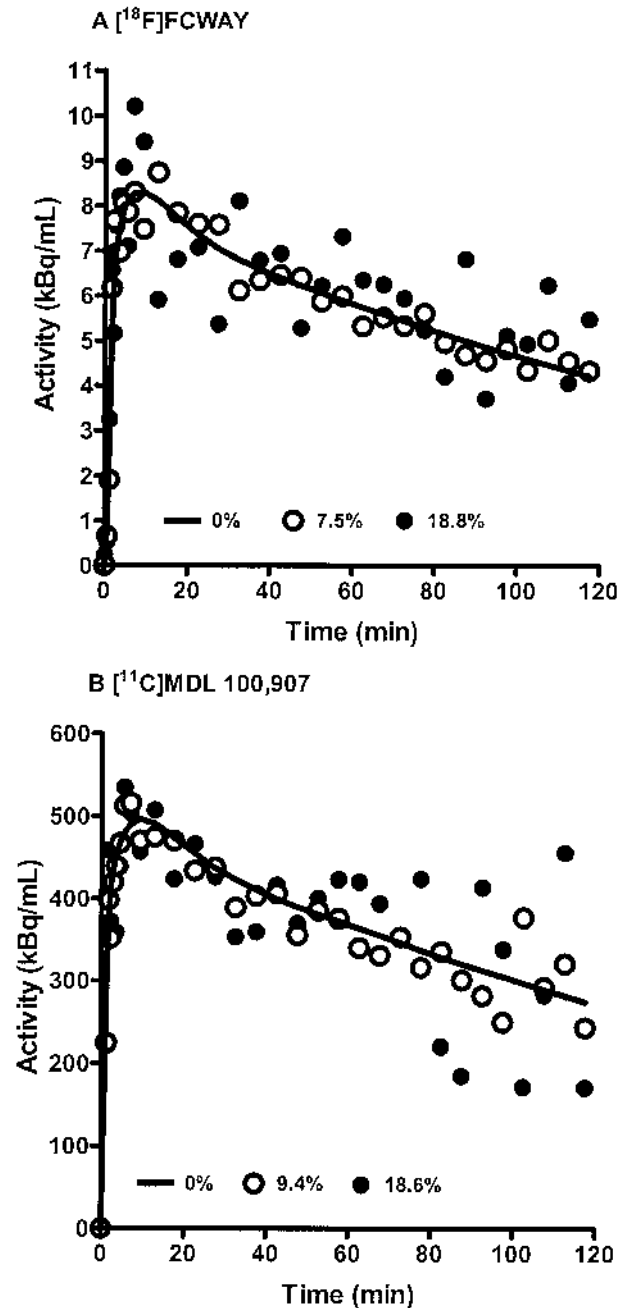 A [¹⁸F]FCWAY
11
10
9
8
7
6
5
4
3
2
1
0
Activity (kBq/mL)
0% 7.5% 18.8%
0 20 40 60 80 100 120
Time (min)
B [¹¹C]MDL 100,907
600
500
400
300
200
100
0
Activity (kBq/mL)
0% 9.4% 18.6%
0 20 40 60 80 100 120
Time (min)